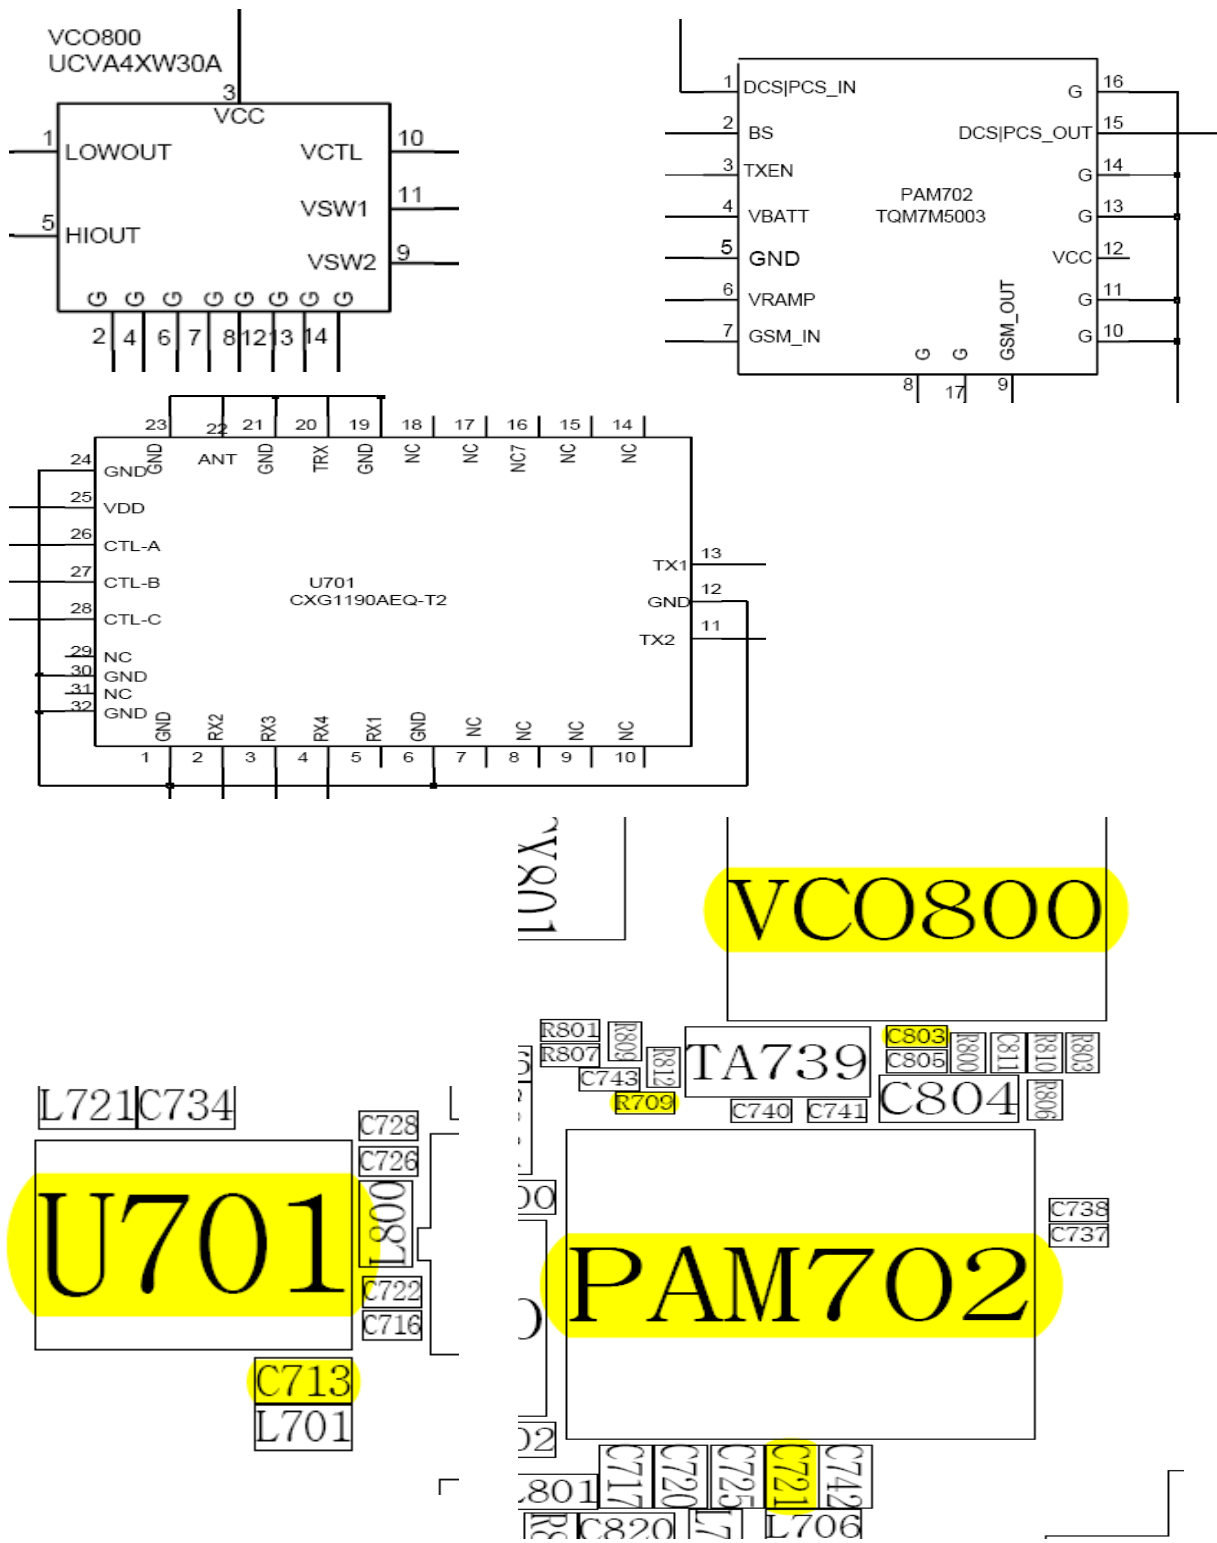 VCO800
UCVA4XW30A
3
VCC
1 LOWOUT VCTL 10
VSW1 11
5 HIOUT
VSW2 9
G G G G G G G G
2 4 6 7 8 12 13 14
1 DCS|PCS_IN G 16
2 BS DCS|PCS_OUT 15
3 TXEN G 14
PAM702
TQM7M5003
4 VBATT G 13
5 GND VCC 12
6 VRAMP G 11
7 GSM_IN G 10
G G GSM_OUT
8 17 9
23 22 21 20 19 18 17 16 15 14
GND ANT GND TRX GND NC NC NC7 NC NC
24 GND
25 VDD
26 CTL-A
27 CTL-B
28 CTL-C
29 NC
30 GND
31 NC
32 GND
U701
CXG1190AEQ-T2
TX1 13
GND 12
TX2 11
GND RX2 RX3 RX4 RX1 GND NC NC NC NC
1 2 3 4 5 6 7 8 9 10
VCO800
R801
R807
R809
C743
R812
R709
TA739
C740
C741
C803
C805
R800
C811
R810
R803
C804
R806
PAM702
C738
C737
C717
C720
C725
C721
C742
C820
L706
L721
C734
C728
C726
U701
L800
C722
C716
C713
L701